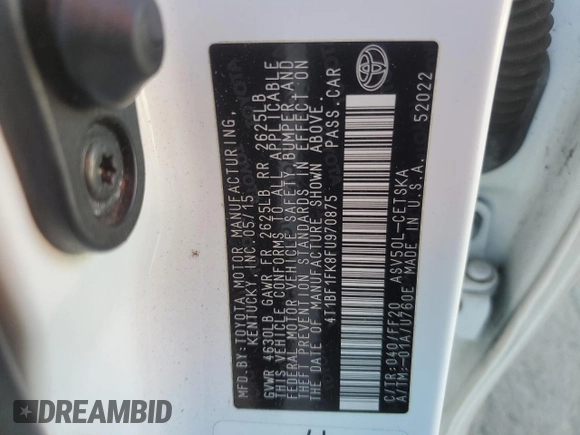 MFD.BY:TOYOTA MOTOR MANUFACTURING,
KENTUCKY, INC. 05/15
GVWR 4630LB GAWR FR 2625LB RR 2625LB
THIS VEHICLE CONFORMS TO ALL APPLICABLE
FEDERAL MOTOR VEHICLE SAFETY, BUMPER, AND
THEFT PREVENTION STANDARDS IN EFFECT ON
THE DATE OF MANUFACTURE SHOWN ABOVE.
4T1BF1FK8FU970875 PASS.CAR
C/TR:040/FF20 ASV50L-CETSKA
A/TM:-01A/U760E MADE IN U.S.A.
52022
DREAMBID